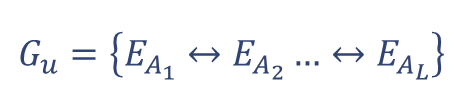 G_u = {E_{A_1} ↔ E_{A_2} … ↔ E_{A_L}}